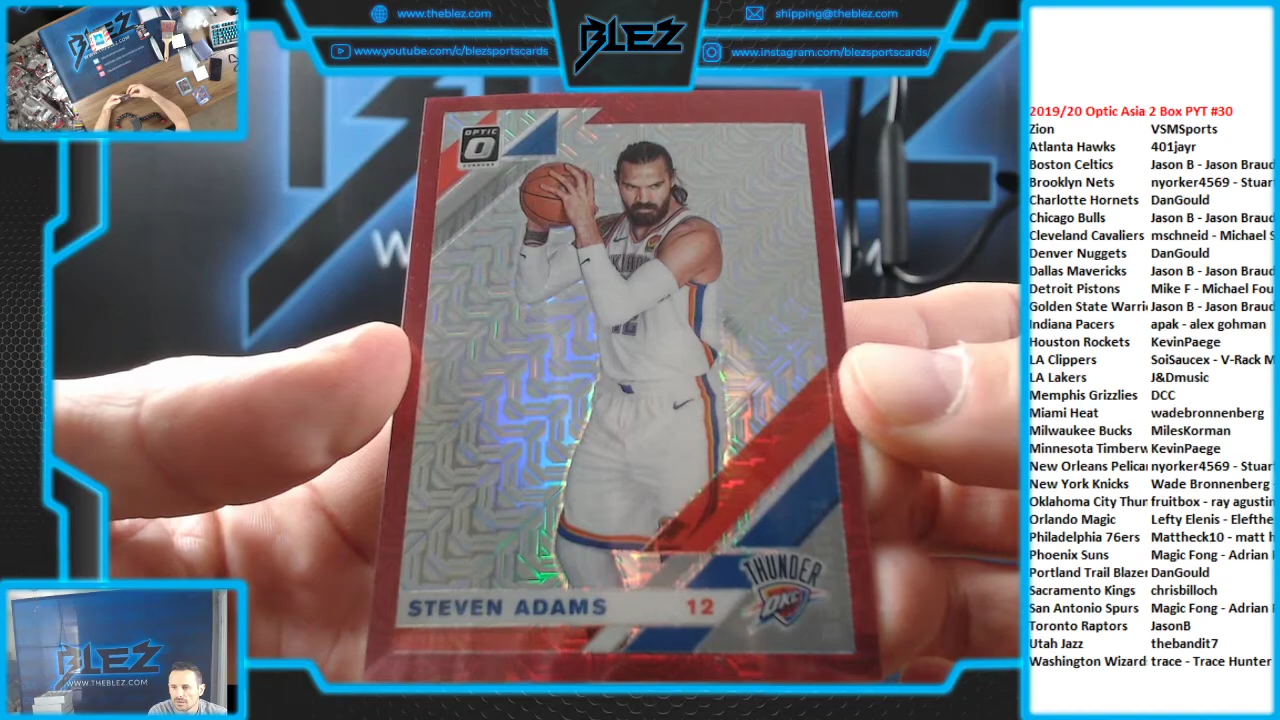 www.theblez.com
www.youtube.com/c/blezsportscards
BLEZ
shipping@theblez.com
www.instagram.com/blezsportscards/
OPTIC
12
STEVEN ADAMS 12
THUNDER
OKC
BLEZ
WWW.THEBLEZ.COM
2019/20 Optic Asia 2 Box PYT #30
Zion VSMSports
Atlanta Hawks 401jayr
Boston Celtics Jason B - Jason Braud
Brooklyn Nets nyorker4569 - Stuar
Charlotte Hornets DanGould
Chicago Bulls Jason B - Jason Braud
Cleveland Cavaliers mschneid - Michael S
Denver Nuggets DanGould
Dallas Mavericks Jason B - Jason Braud
Detroit Pistons Mike F - Michael Fou
Golden State Warri Jason B - Jason Braud
Indiana Pacers apak - alex gohman
Houston Rockets KevinPaege
LA Clippers SoiSaucex - V-Rack M
LA Lakers J&Dmusic
Memphis Grizzlies DCC
Miami Heat wadebronnenberg
Milwaukee Bucks MilesKorman
Minnesota Timberw KevinPaege
New Orleans Pelica nyorker4569 - Stuar
New York Knicks Wade Bronnenberg
Oklahoma City Thur fruitbox - ray agustin
Orlando Magic Lefty Elenis - Elefthe
Philadelphia 76ers Mattheck10 - matt h
Phoenix Suns Magic Fong - Adrian
Portland Trail Blazer DanGould
Sacramento Kings chrisbilloch
San Antonio Spurs Magic Fong - Adrian
Toronto Raptors JasonB
Utah Jazz thebandit7
Washington Wizard trace - Trace Hunter